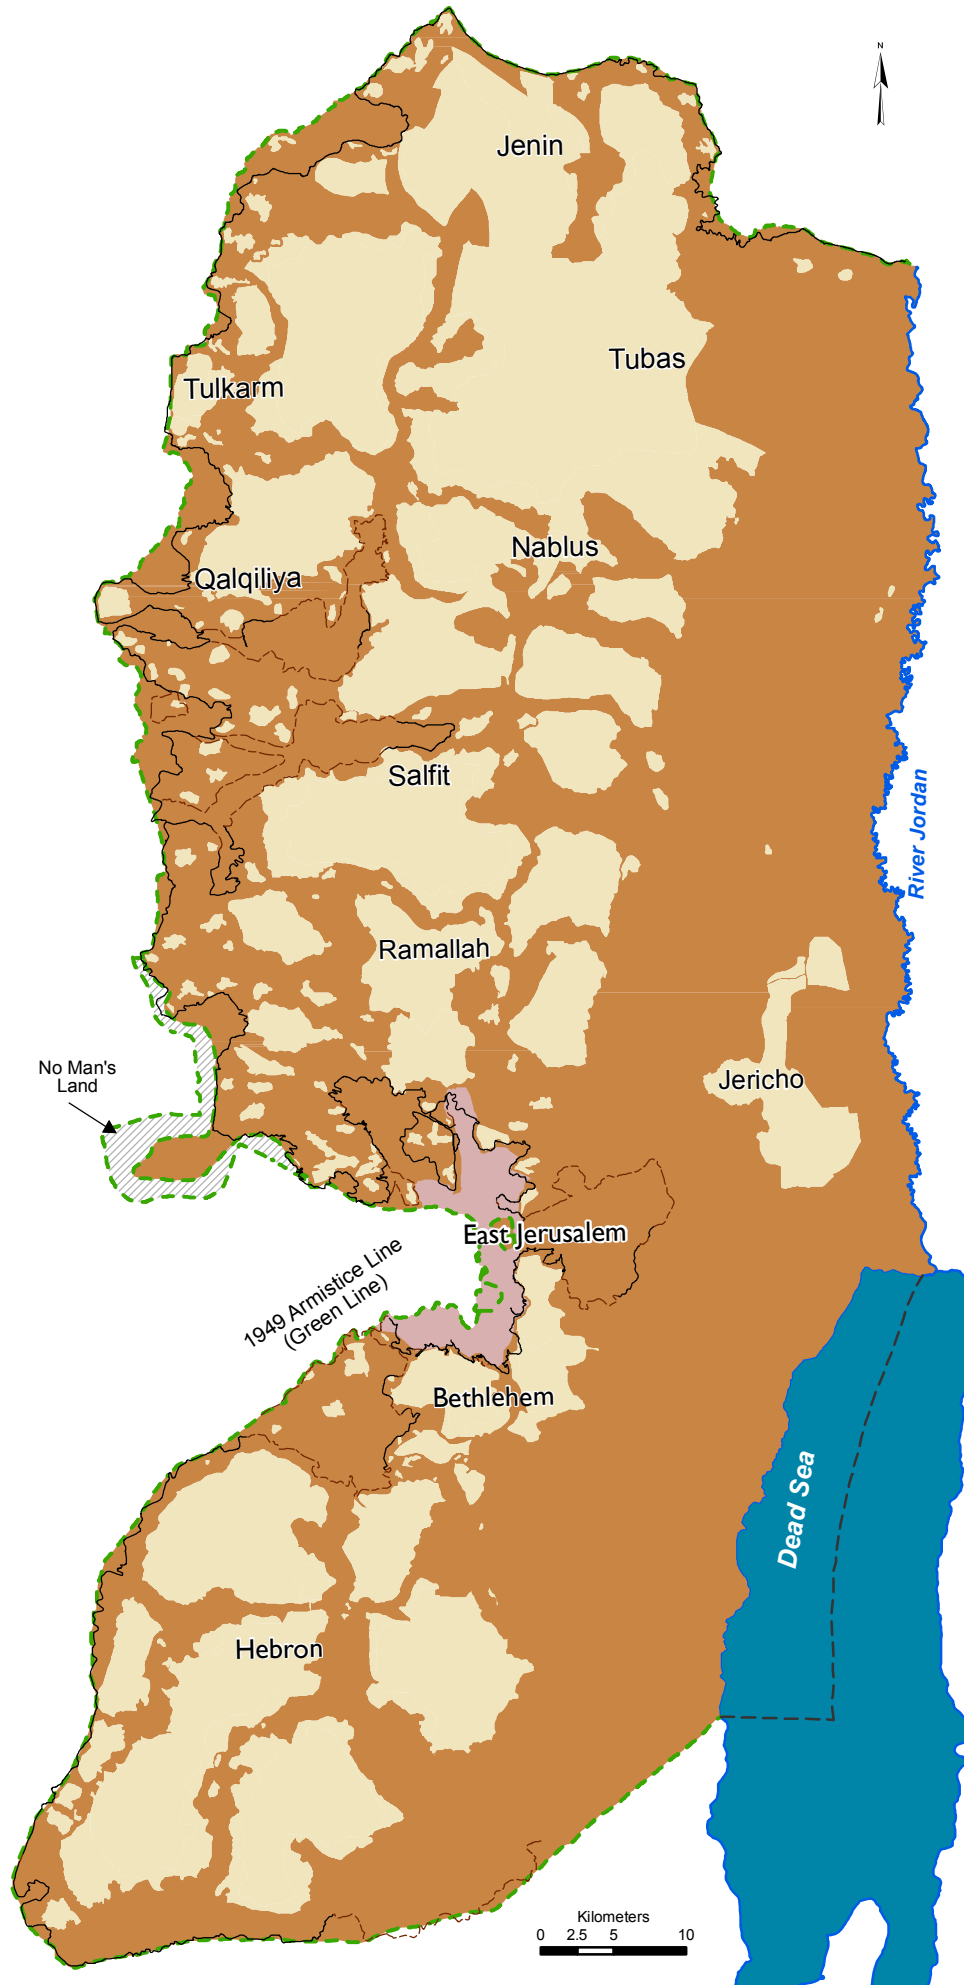 N
Jenin
Tubas
Tulkarm
Nablus
Qalqiliya
Salfit
River Jordan
Ramallah
No Man's
Land
Jericho
East Jerusalem
1949 Armistice Line
(Green Line)
Bethlehem
Dead Sea
Hebron
Kilometers
0 2.5 5 10